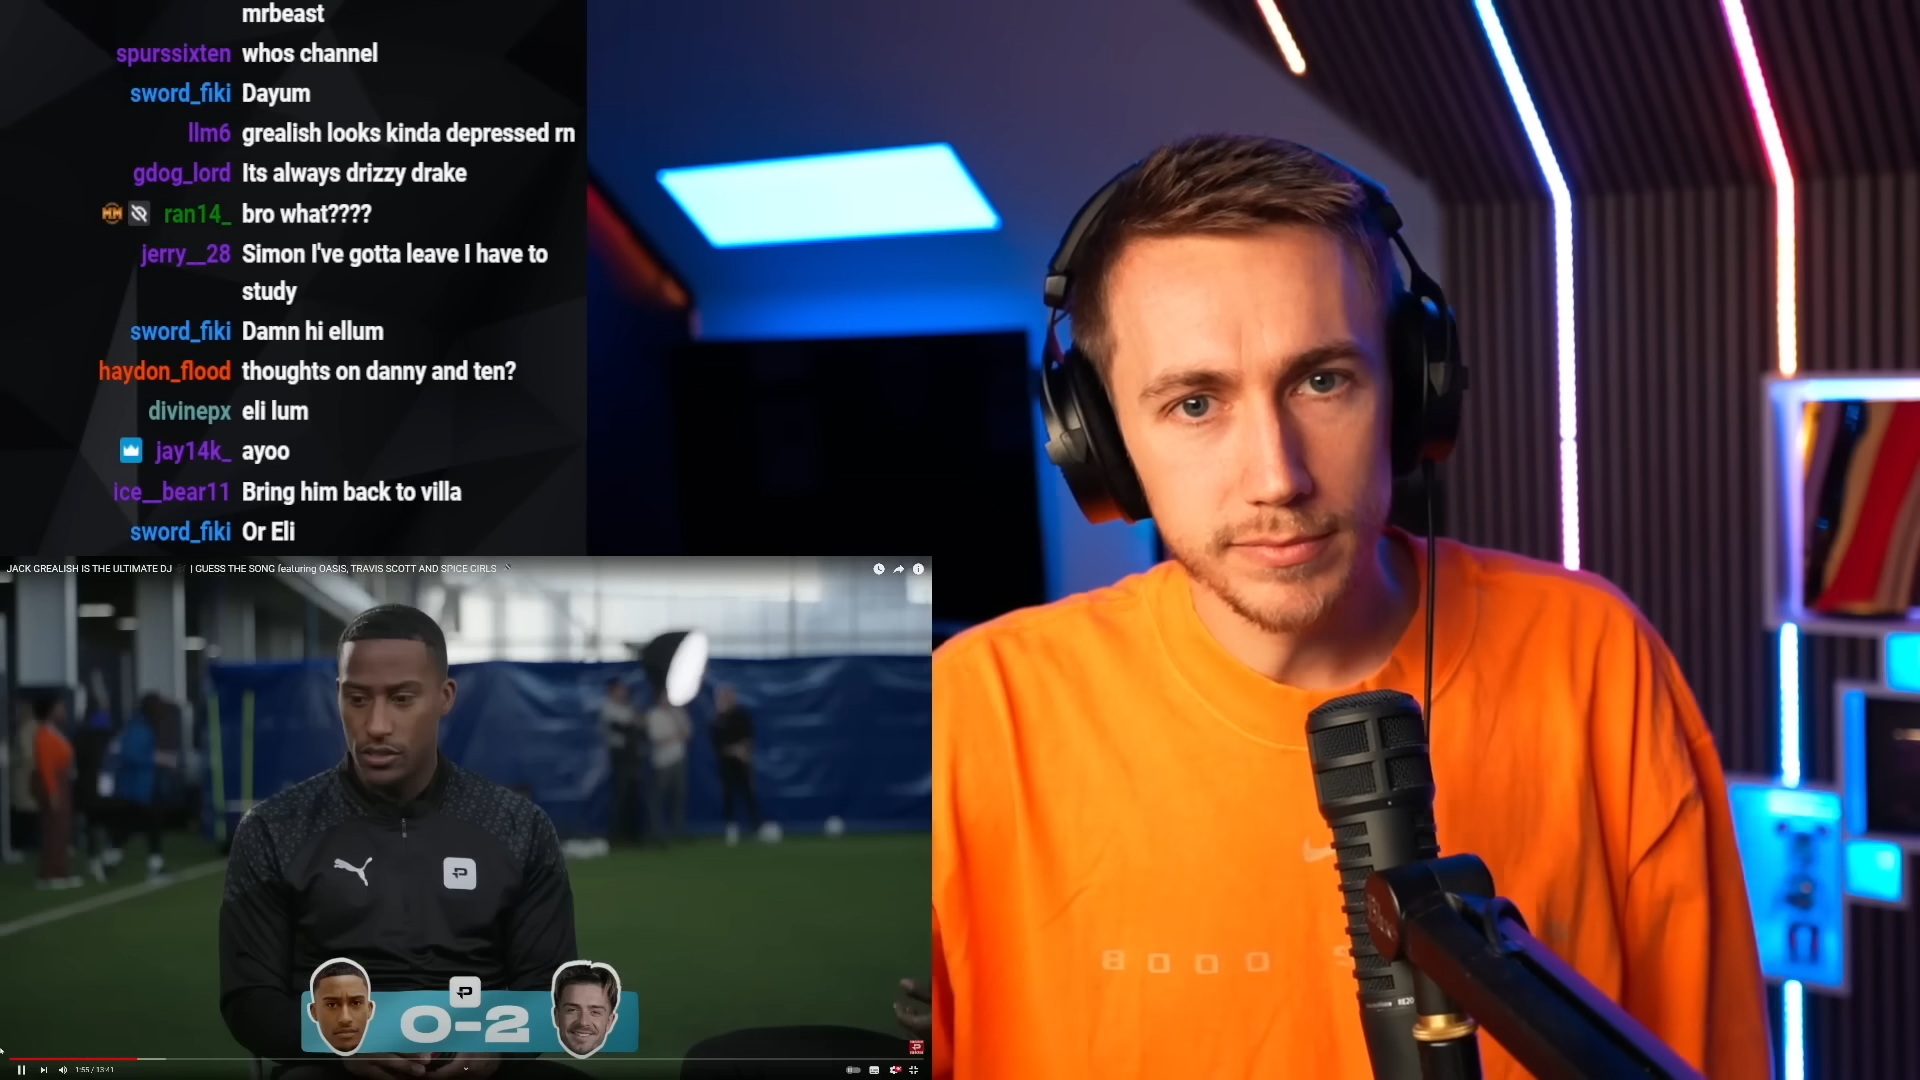 mrbeast
spurssixten whos channel
sword_fiki Dayum
llm6 grealish looks kinda depressed rn
gdog_lord Its always drizzy drake
ran14_ bro what????
jerry__28 Simon I've gotta leave I have to
study
sword_fiki Damn hi ellum
haydon_flood thoughts on danny and ten?
divinepx eli lum
jay14k_ ayoo
ice__bear11 Bring him back to villa
sword_fiki Or Eli
JACK GREALISH IS THE ULTIMATE DJ | GUESS THE SONG featuring OASIS, TRAVIS SCOTT AND SPICE GIRLS
0-2
1:55 / 13:41
8000 S
RE20